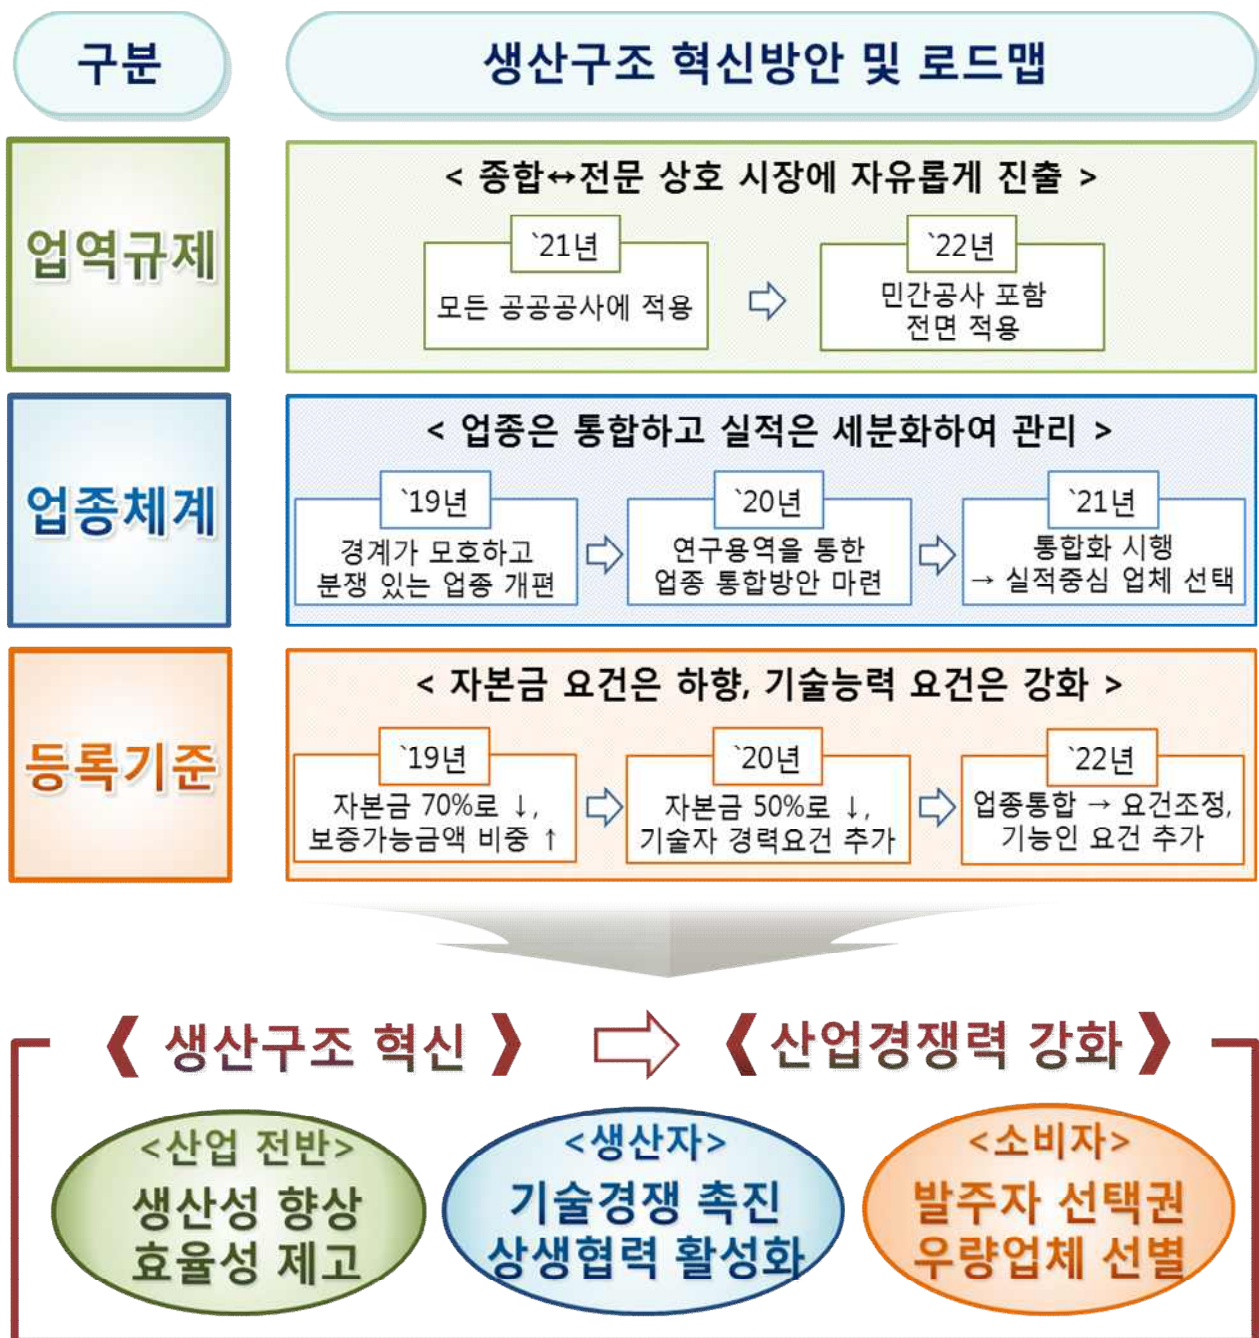 구분
생산구조 혁신방안 및 로드맵
업역규제
< 종합↔전문 상호 시장에 자유롭게 진출 >
`21년
모든 공공공사에 적용
`22년
민간공사 포함
전면 적용
업종체계
< 업종은 통합하고 실적은 세분화하여 관리 >
`19년
경계가 모호하고
분쟁 있는 업종 개편
`20년
연구용역을 통한
업종 통합방안 마련
`21년
통합화 시행
→ 실적중심 업체 선택
등록기준
< 자본금 요건은 하향, 기술능력 요건은 강화 >
`19년
자본금 70%로 ↓,
보증가능금액 비중 ↑
`20년
자본금 50%로 ↓,
기술자 경력요건 추가
`22년
업종통합 → 요건조정,
기능인 요건 추가
《 생산구조 혁신 》
《 산업경쟁력 강화 》
<산업 전반>
생산성 향상
효율성 제고
<생산자>
기술경쟁 촉진
상생협력 활성화
<소비자>
발주자 선택권
우량업체 선별